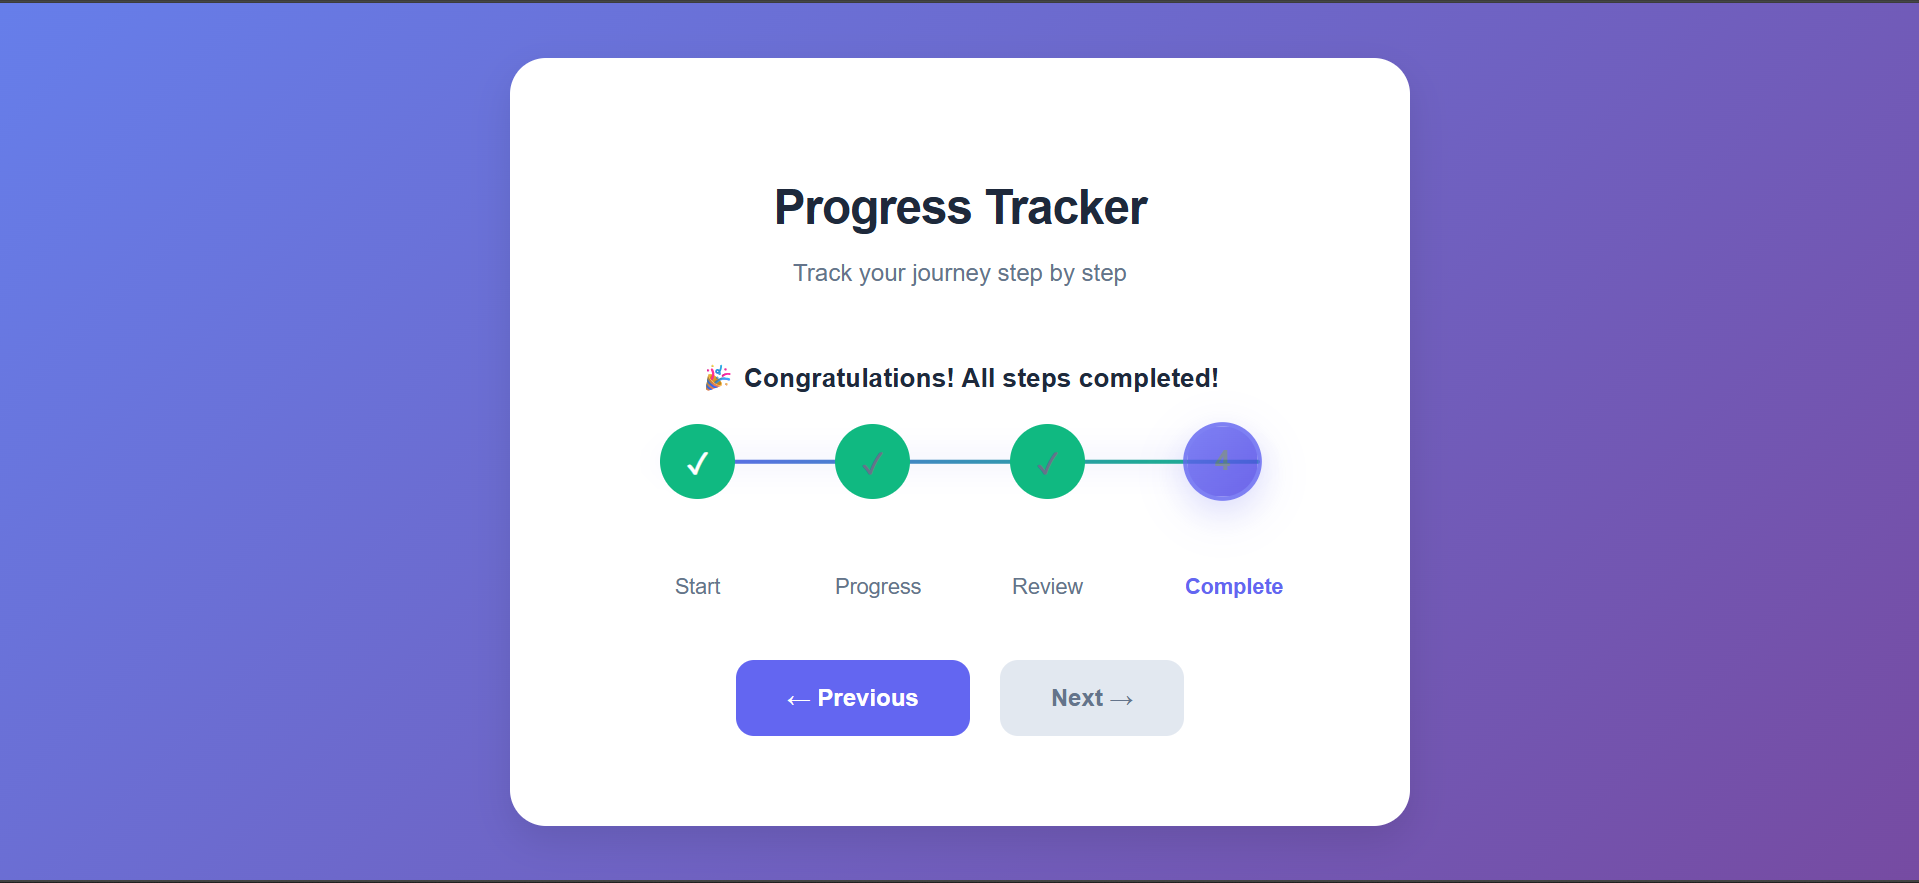 Progress Tracker
Track your journey step by step
🎉 Congratulations! All steps completed!
✓ ✓ ✓ 4
Start Progress Review Complete
← Previous Next →